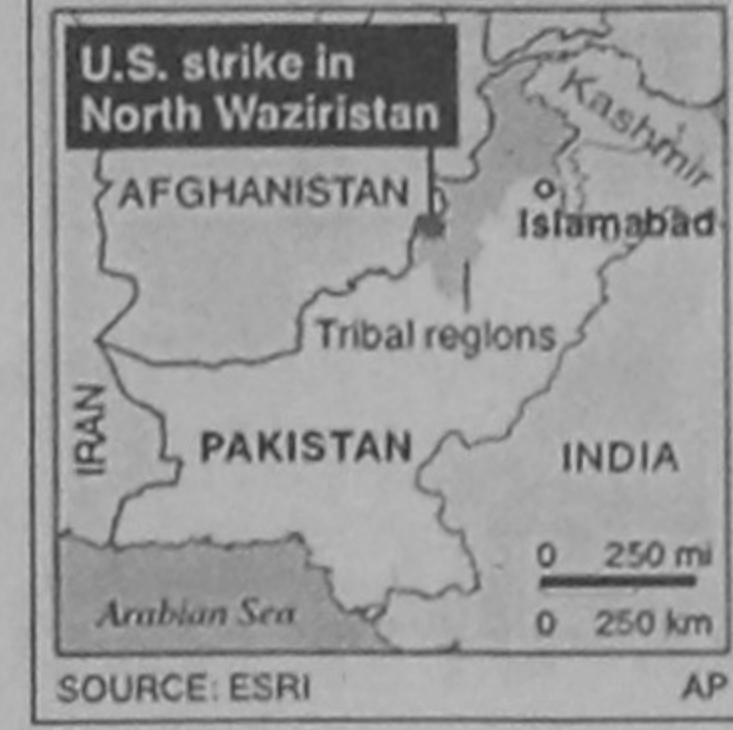 U.S. strike in
North Waziristan
Kashmir
AFGHANISTAN
Islamabad
Tribal regions
IRAN
PAKISTAN
INDIA
0 250 mi
0 250 km
Arabian Sea
SOURCE: ESRI AP